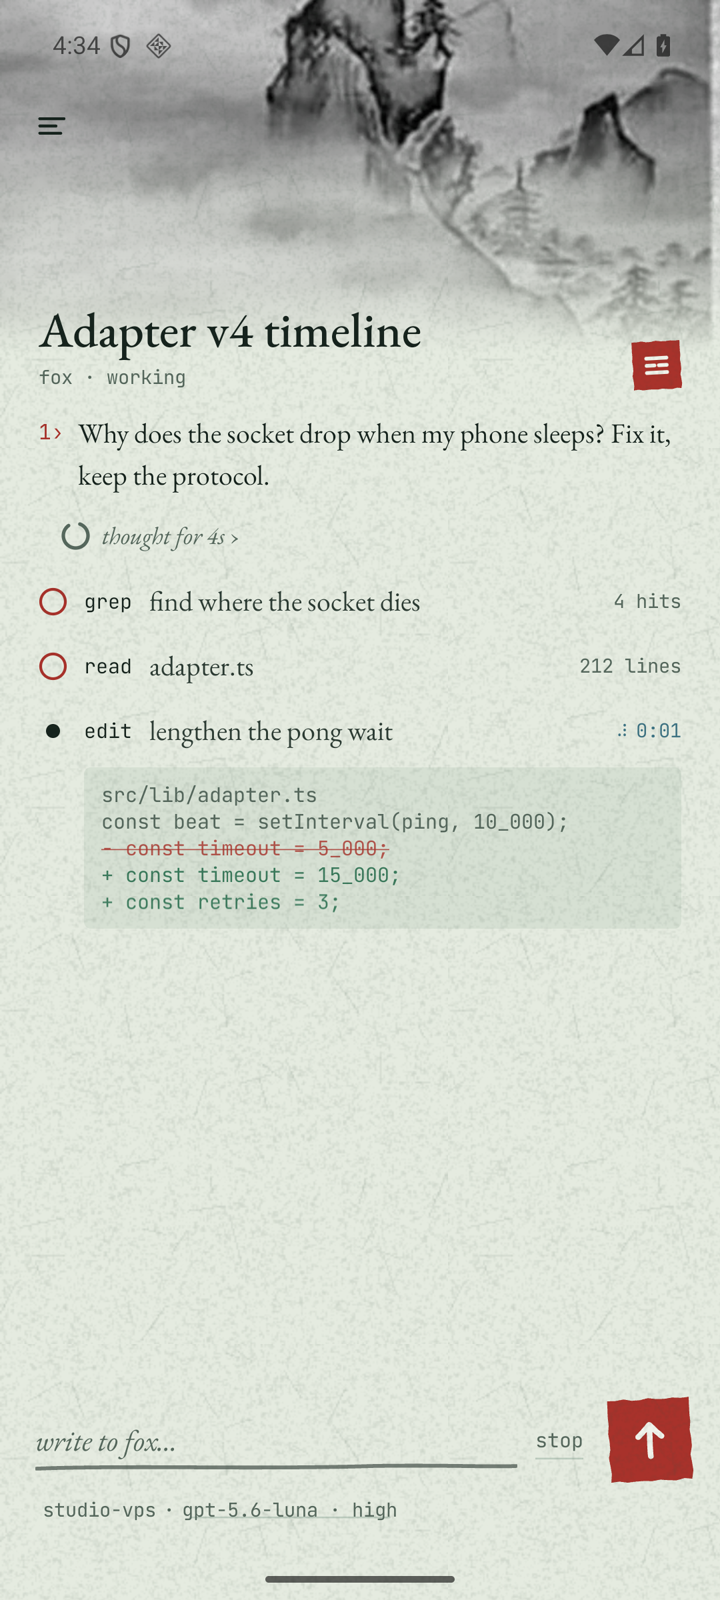 4:34
Adapter v4 timeline
fox · working
1› Why does the socket drop when my phone sleeps? Fix it,
keep the protocol.
thought for 4s ›
grep find where the socket dies 4 hits
read adapter.ts 212 lines
edit lengthen the pong wait 0:01
src/lib/adapter.ts
const beat = setInterval(ping, 10_000);
- const timeout = 5_000;
+ const timeout = 15_000;
+ const retries = 3;
write to fox...
stop
studio-vps · gpt-5.6-luna · high